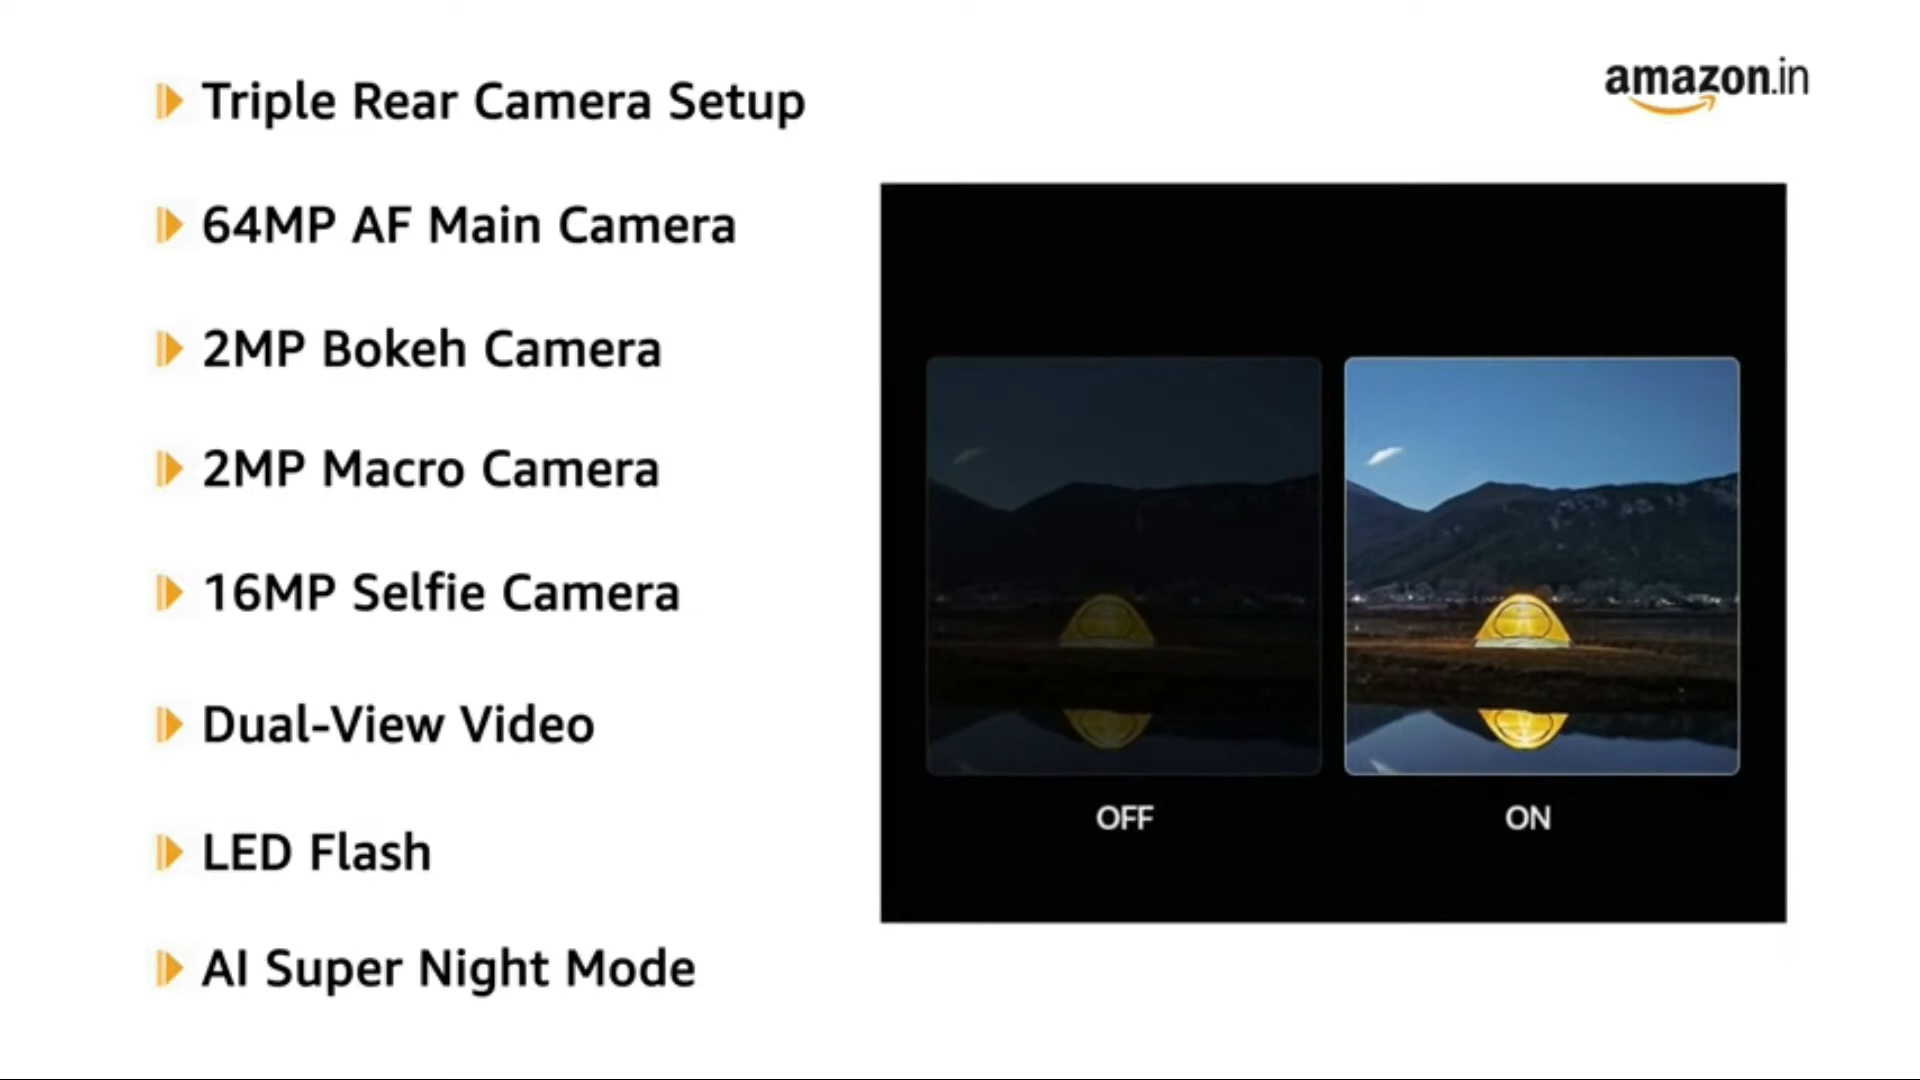 Triple Rear Camera Setup
amazon.in
64MP AF Main Camera
2MP Bokeh Camera
2MP Macro Camera
16MP Selfie Camera
Dual-View Video
OFF
ON
LED Flash
AI Super Night Mode